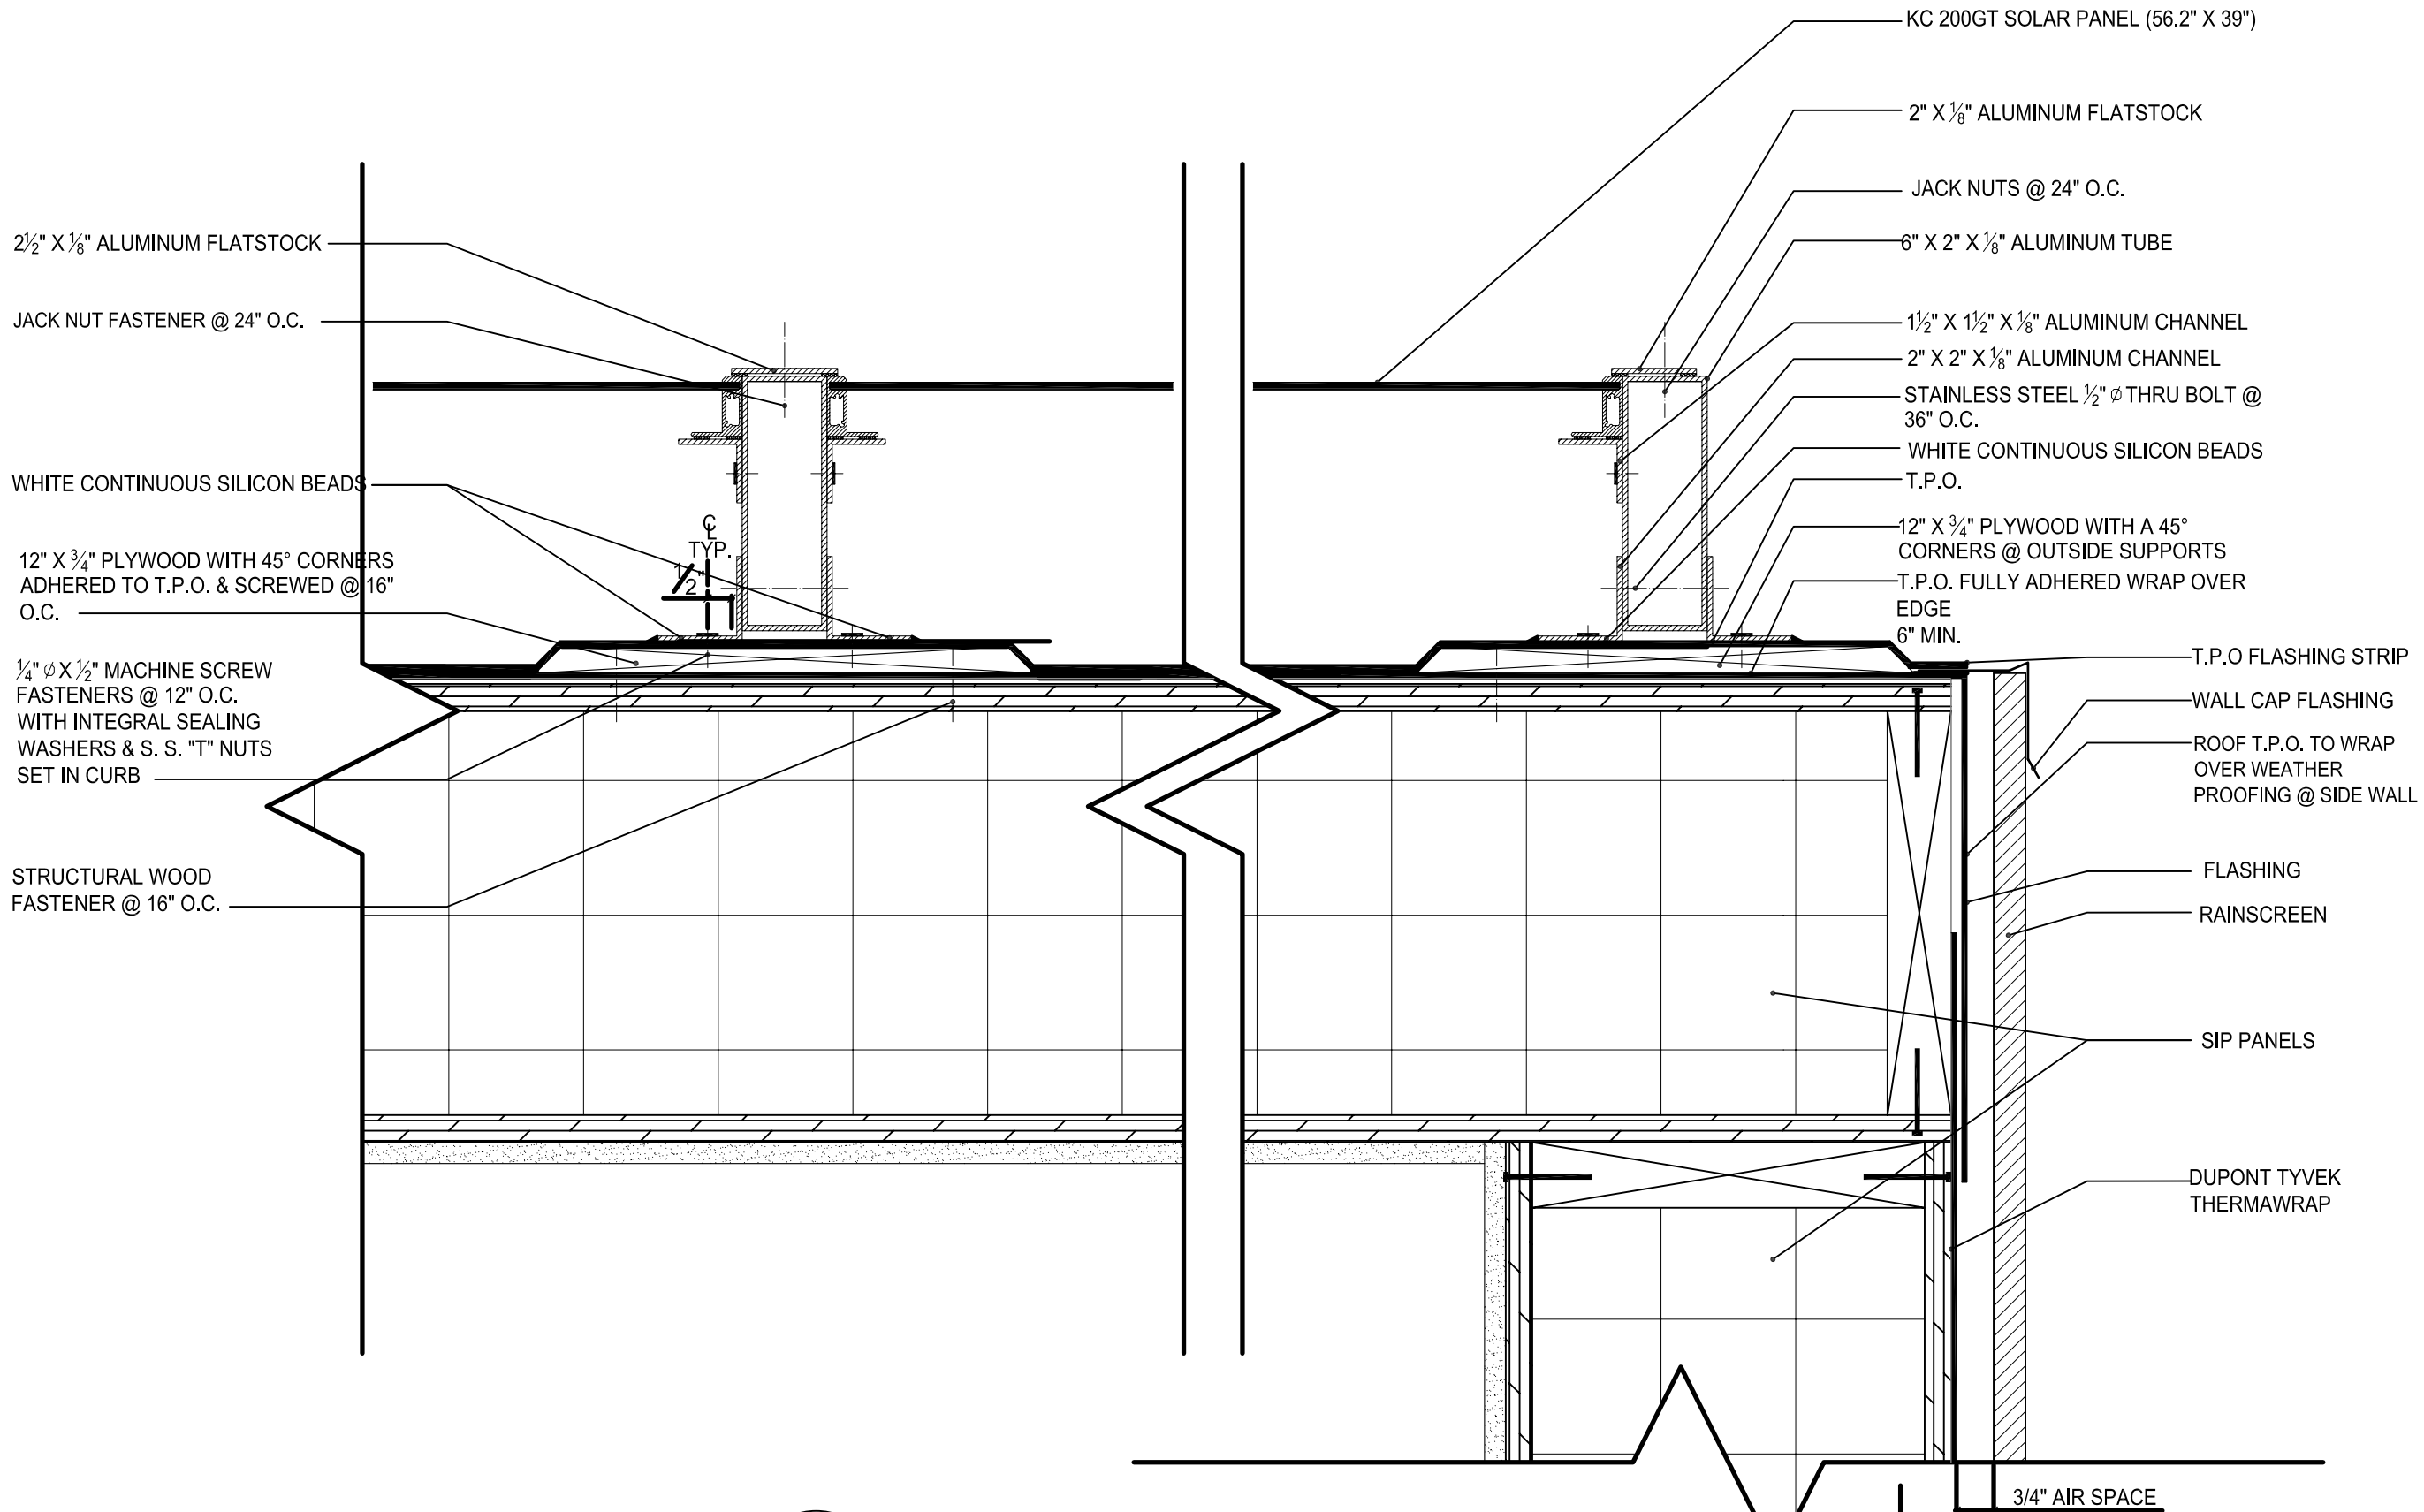 KC 200GT SOLAR PANEL (56.2" X 39")
2" X ⅛" ALUMINUM FLATSTOCK
JACK NUTS @ 24" O.C.
6" X 2" X ⅛" ALUMINUM TUBE
1½" X 1½" X ⅛" ALUMINUM CHANNEL
2" X 2" X ⅛" ALUMINUM CHANNEL
STAINLESS STEEL ½" ⌀ THRU BOLT @
36" O.C.
WHITE CONTINUOUS SILICON BEADS
T.P.O.
12" X ¾" PLYWOOD WITH A 45°
CORNERS @ OUTSIDE SUPPORTS
T.P.O. FULLY ADHERED WRAP OVER
EDGE
6" MIN.
T.P.O FLASHING STRIP
WALL CAP FLASHING
ROOF T.P.O. TO WRAP
OVER WEATHER
PROOFING @ SIDE WALL
FLASHING
RAINSCREEN
SIP PANELS
DUPONT TYVEK
THERMAWRAP
3/4" AIR SPACE
2½" X ⅛" ALUMINUM FLATSTOCK
JACK NUT FASTENER @ 24" O.C.
WHITE CONTINUOUS SILICON BEADS
12" X ¾" PLYWOOD WITH 45° CORNERS
ADHERED TO T.P.O. & SCREWED @ 16"
O.C.
¼" ⌀ X ½" MACHINE SCREW
FASTENERS @ 12" O.C.
WITH INTEGRAL SEALING
WASHERS & S. S. "T" NUTS
SET IN CURB
STRUCTURAL WOOD
FASTENER @ 16" O.C.
℄
TYP.
1/2"